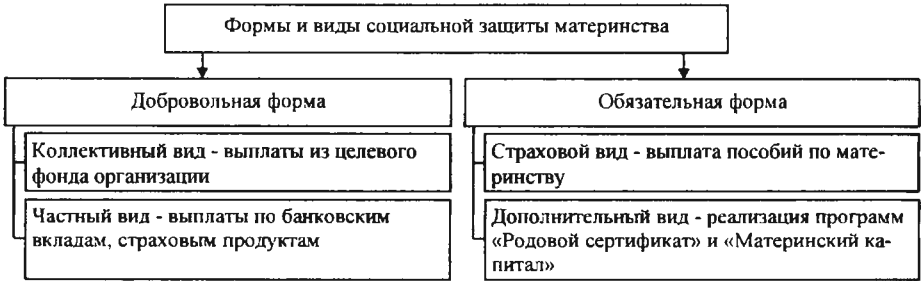 Формы и виды социальной защиты материнства
Добровольная форма
Коллективный вид - выплаты из целевого
фонда организации
Частный вид - выплаты по банковским
вкладам, страховым продуктам
Обязательная форма
Страховой вид - выплата пособий по мате-
ринству
Дополнительный вид - реализация программ
«Родовой сертификат» и «Материнский ка-
питал»